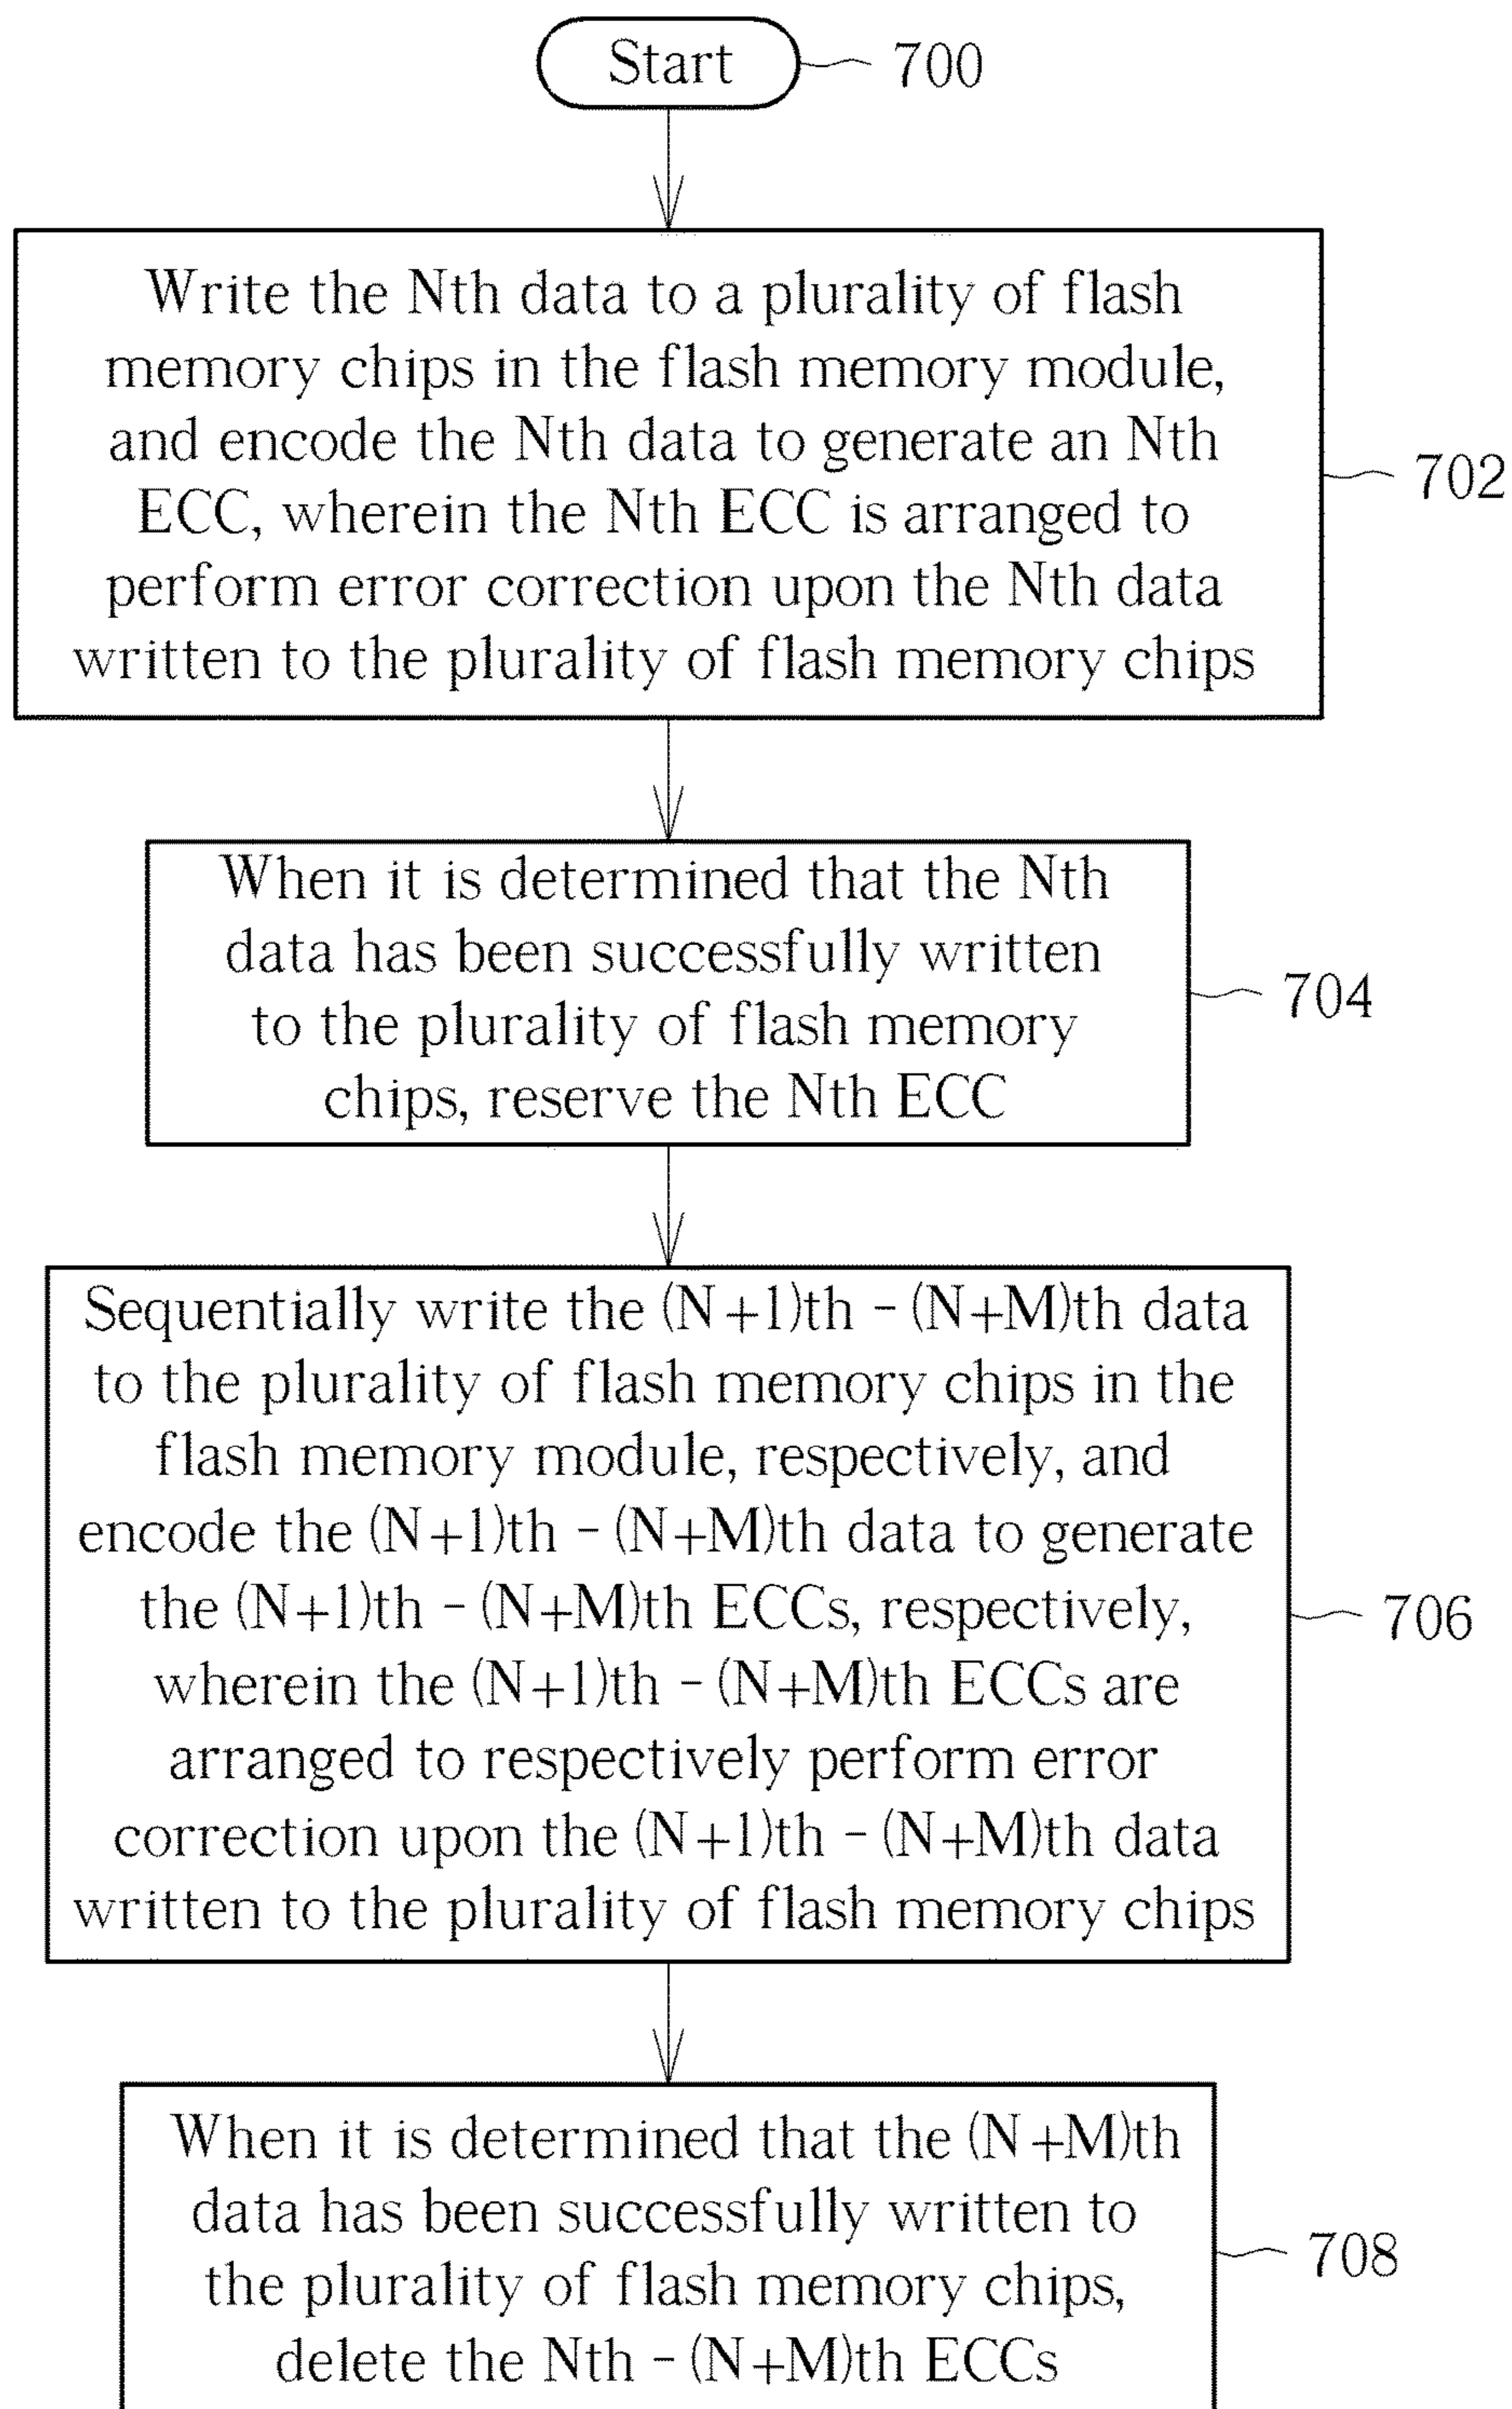 Start
700
Write the Nth data to a plurality of flash
memory chips in the flash memory module,
and encode the Nth data to generate an Nth
ECC, wherein the Nth ECC is arranged to
perform error correction upon the Nth data
written to the plurality of flash memory chips
702
When it is determined that the Nth
data has been successfully written
to the plurality of flash memory
chips, reserve the Nth ECC
704
Sequentially write the (N+1)th - (N+M)th data
to the plurality of flash memory chips in the
flash memory module, respectively, and
encode the (N+1)th - (N+M)th data to generate
the (N+1)th - (N+M)th ECCs, respectively,
wherein the (N+1)th - (N+M)th ECCs are
arranged to respectively perform error
correction upon the (N+1)th - (N+M)th data
written to the plurality of flash memory chips
706
When it is determined that the (N+M)th
data has been successfully written to
the plurality of flash memory chips,
delete the Nth - (N+M)th ECCs
708